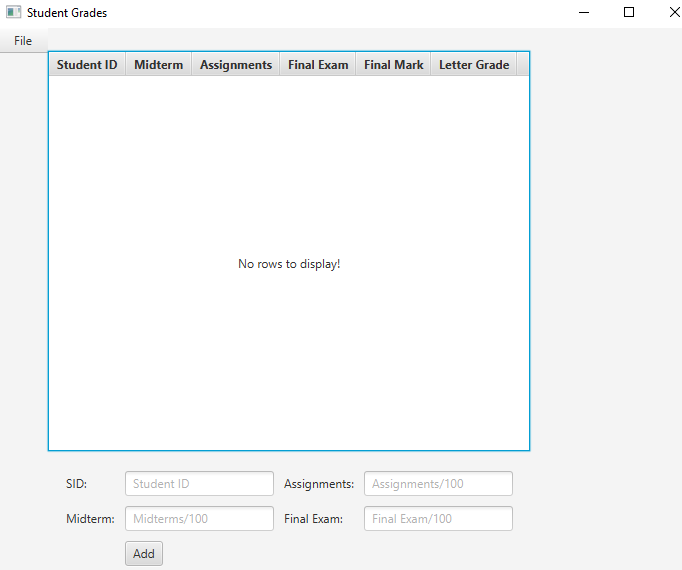 Student Grades
File
Student ID Midterm Assignments Final Exam Final Mark Letter Grade
No rows to display!
SID: Student ID Assignments: Assignments/100
Midterm: Midterms/100 Final Exam: Final Exam/100
Add